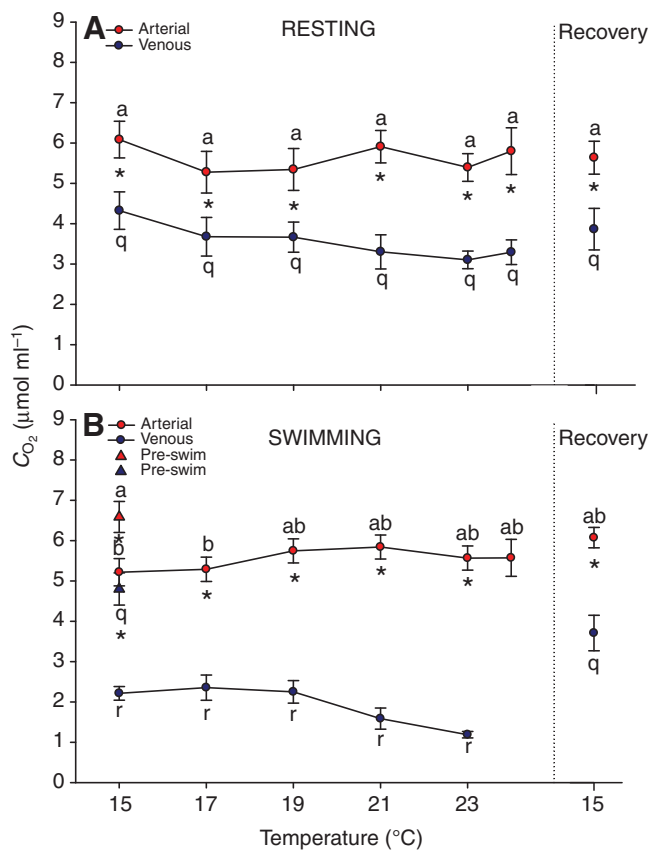 A
Arterial
Venous
RESTING
Recovery
9
8
7
6
5
4
3
2
1
0
a a a a a a
* * * * * *
q q q q q q
a
*
q
C_O₂ (μmol ml⁻¹)
B
Arterial
Venous
Pre-swim
Pre-swim
SWIMMING
Recovery
9
8
7
6
5
4
3
2
1
0
a
*
b b ab ab ab ab
* * * *
q
*
r r r r r
ab
*
q
15 17 19 21 23 15
Temperature (°C)